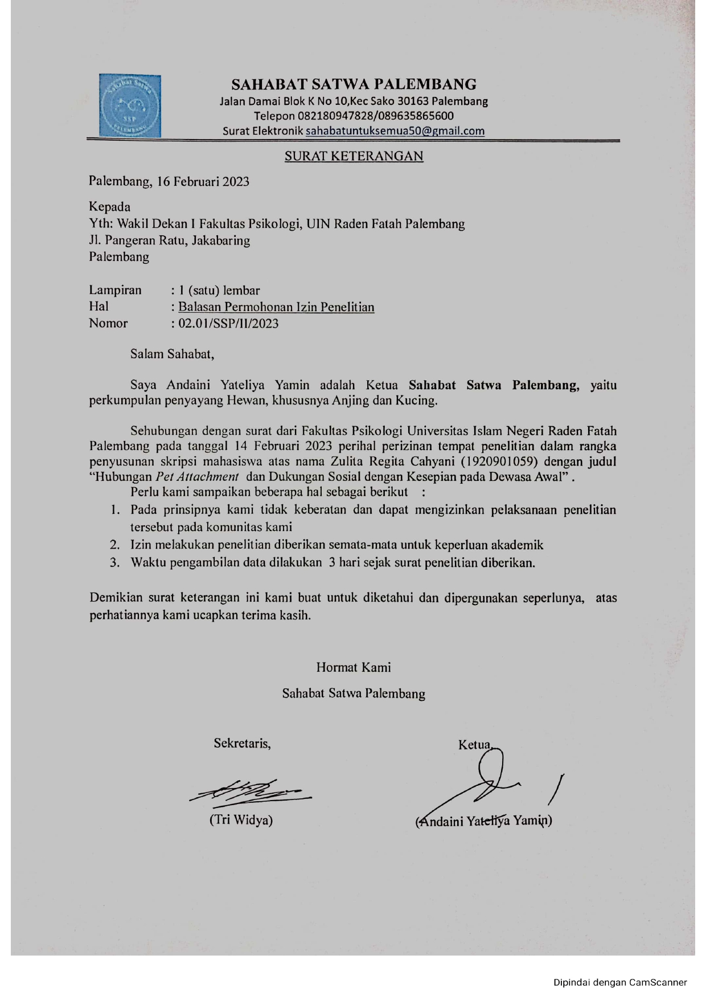 Sahabat Satwa
SSP
PALEMBANG
SAHABAT SATWA PALEMBANG
Jalan Damai Blok K No 10,Kec Sako 30163 Palembang
Telepon 082180947828/089635865600
Surat Elektronik sahabatuntuksemua50@gmail.com
SURAT KETERANGAN
Palembang, 16 Februari 2023
Kepada
Yth: Wakil Dekan I Fakultas Psikologi, UIN Raden Fatah Palembang
Jl. Pangeran Ratu, Jakabaring
Palembang
Lampiran : 1 (satu) lembar
Hal : Balasan Permohonan Izin Penelitian
Nomor : 02.01/SSP/II/2023
Salam Sahabat,
Saya Andaini Yateliya Yamin adalah Ketua Sahabat Satwa Palembang, yaitu
perkumpulan penyayang Hewan, khususnya Anjing dan Kucing.
Sehubungan dengan surat dari Fakultas Psikologi Universitas Islam Negeri Raden Fatah
Palembang pada tanggal 14 Februari 2023 perihal perizinan tempat penelitian dalam rangka
penyusunan skripsi mahasiswa atas nama Zulita Regita Cahyani (1920901059) dengan judul
“Hubungan Pet Attachment dan Dukungan Sosial dengan Kesepian pada Dewasa Awal” .
Perlu kami sampaikan beberapa hal sebagai berikut :
1. Pada prinsipnya kami tidak keberatan dan dapat mengizinkan pelaksanaan penelitian
tersebut pada komunitas kami
2. Izin melakukan penelitian diberikan semata-mata untuk keperluan akademik
3. Waktu pengambilan data dilakukan 3 hari sejak surat penelitian diberikan.
Demikian surat keterangan ini kami buat untuk diketahui dan dipergunakan seperlunya, atas
perhatiannya kami ucapkan terima kasih.
Hormat Kami
Sahabat Satwa Palembang
Sekretaris, Ketua,
(Tri Widya) (Andaini Yateliya Yamin)
Dipindai dengan CamScanner